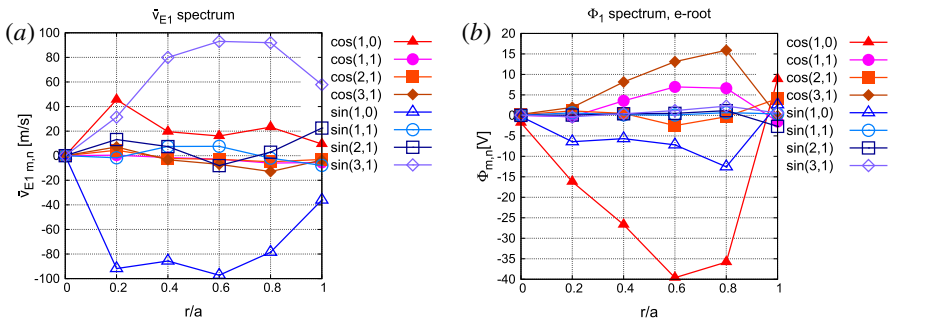 (a)
v̄E1 spectrum
v̄E1 m,n [m/s]
100
80
60
40
20
0
-20
-40
-60
-80
-100
0
0.2
0.4
0.6
0.8
1
r/a
cos(1,0)
cos(1,1)
cos(2,1)
cos(3,1)
sin(1,0)
sin(1,1)
sin(2,1)
sin(3,1)
(b)
Φ1 spectrum, e-root
Φm,n[V]
20
15
10
5
0
-5
-10
-15
-20
-25
-30
-35
-40
0
0.2
0.4
0.6
0.8
1
r/a
cos(1,0)
cos(1,1)
cos(2,1)
cos(3,1)
sin(1,0)
sin(1,1)
sin(2,1)
sin(3,1)